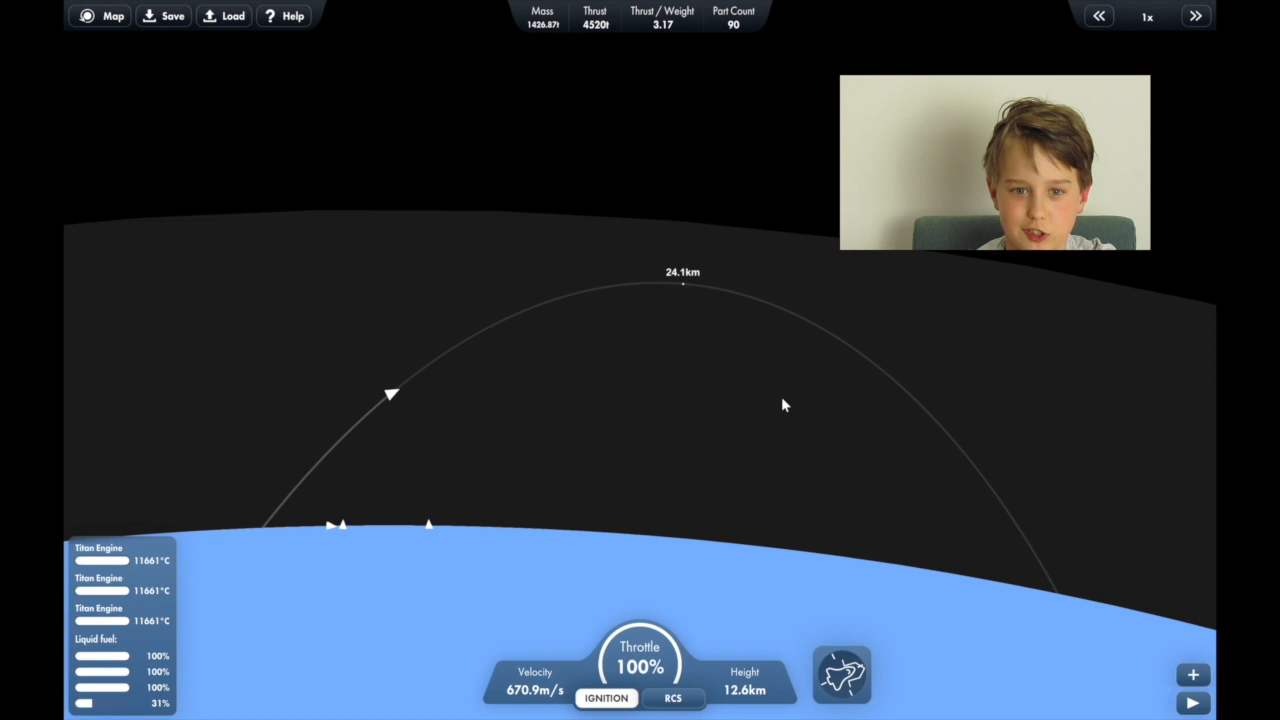 Map
Save
Load
Help
Mass
1426.87t
Thrust
4520t
Thrust / Weight
3.17
Part Count
90
1x
24.1km
Titan Engine
11661°C
Titan Engine
11661°C
Titan Engine
11661°C
Liquid fuel:
100%
100%
100%
31%
Throttle
100%
Velocity
670.9m/s
IGNITION
RCS
Height
12.6km